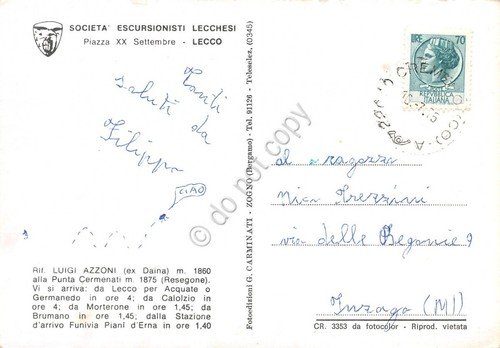 SOCIETA' ESCURSIONISTI LECCHESI
Piazza XX Settembre - LECCO
Tanti
saluti da
Filippo
CIAO
Rif. LUIGI AZZONI (ex Daina) m. 1860
alla Punta Cermenati m. 1875 (Resegone).
Vi si arriva: da Lecco per Acquate o
Germanedo in ore 4; da Calolzio in
ore 4; da Morterone in ore 1,45; da
Brumano in ore 1,45; dalla Stazione
d'arrivo Funivia Piani d'Erna in ore 1,40
Fotoedizioni G. CARMINATI - ZOGNO (Bergamo) - Tel. 91126 - Teleselez. (0345)
LIRE 70
REPUBBLICA
ITALIANA
al ragazzo
via delle Begonie 9
Inzago (MI)
CR. 3353 da fotocolor - Riprod. vietata
do not copy